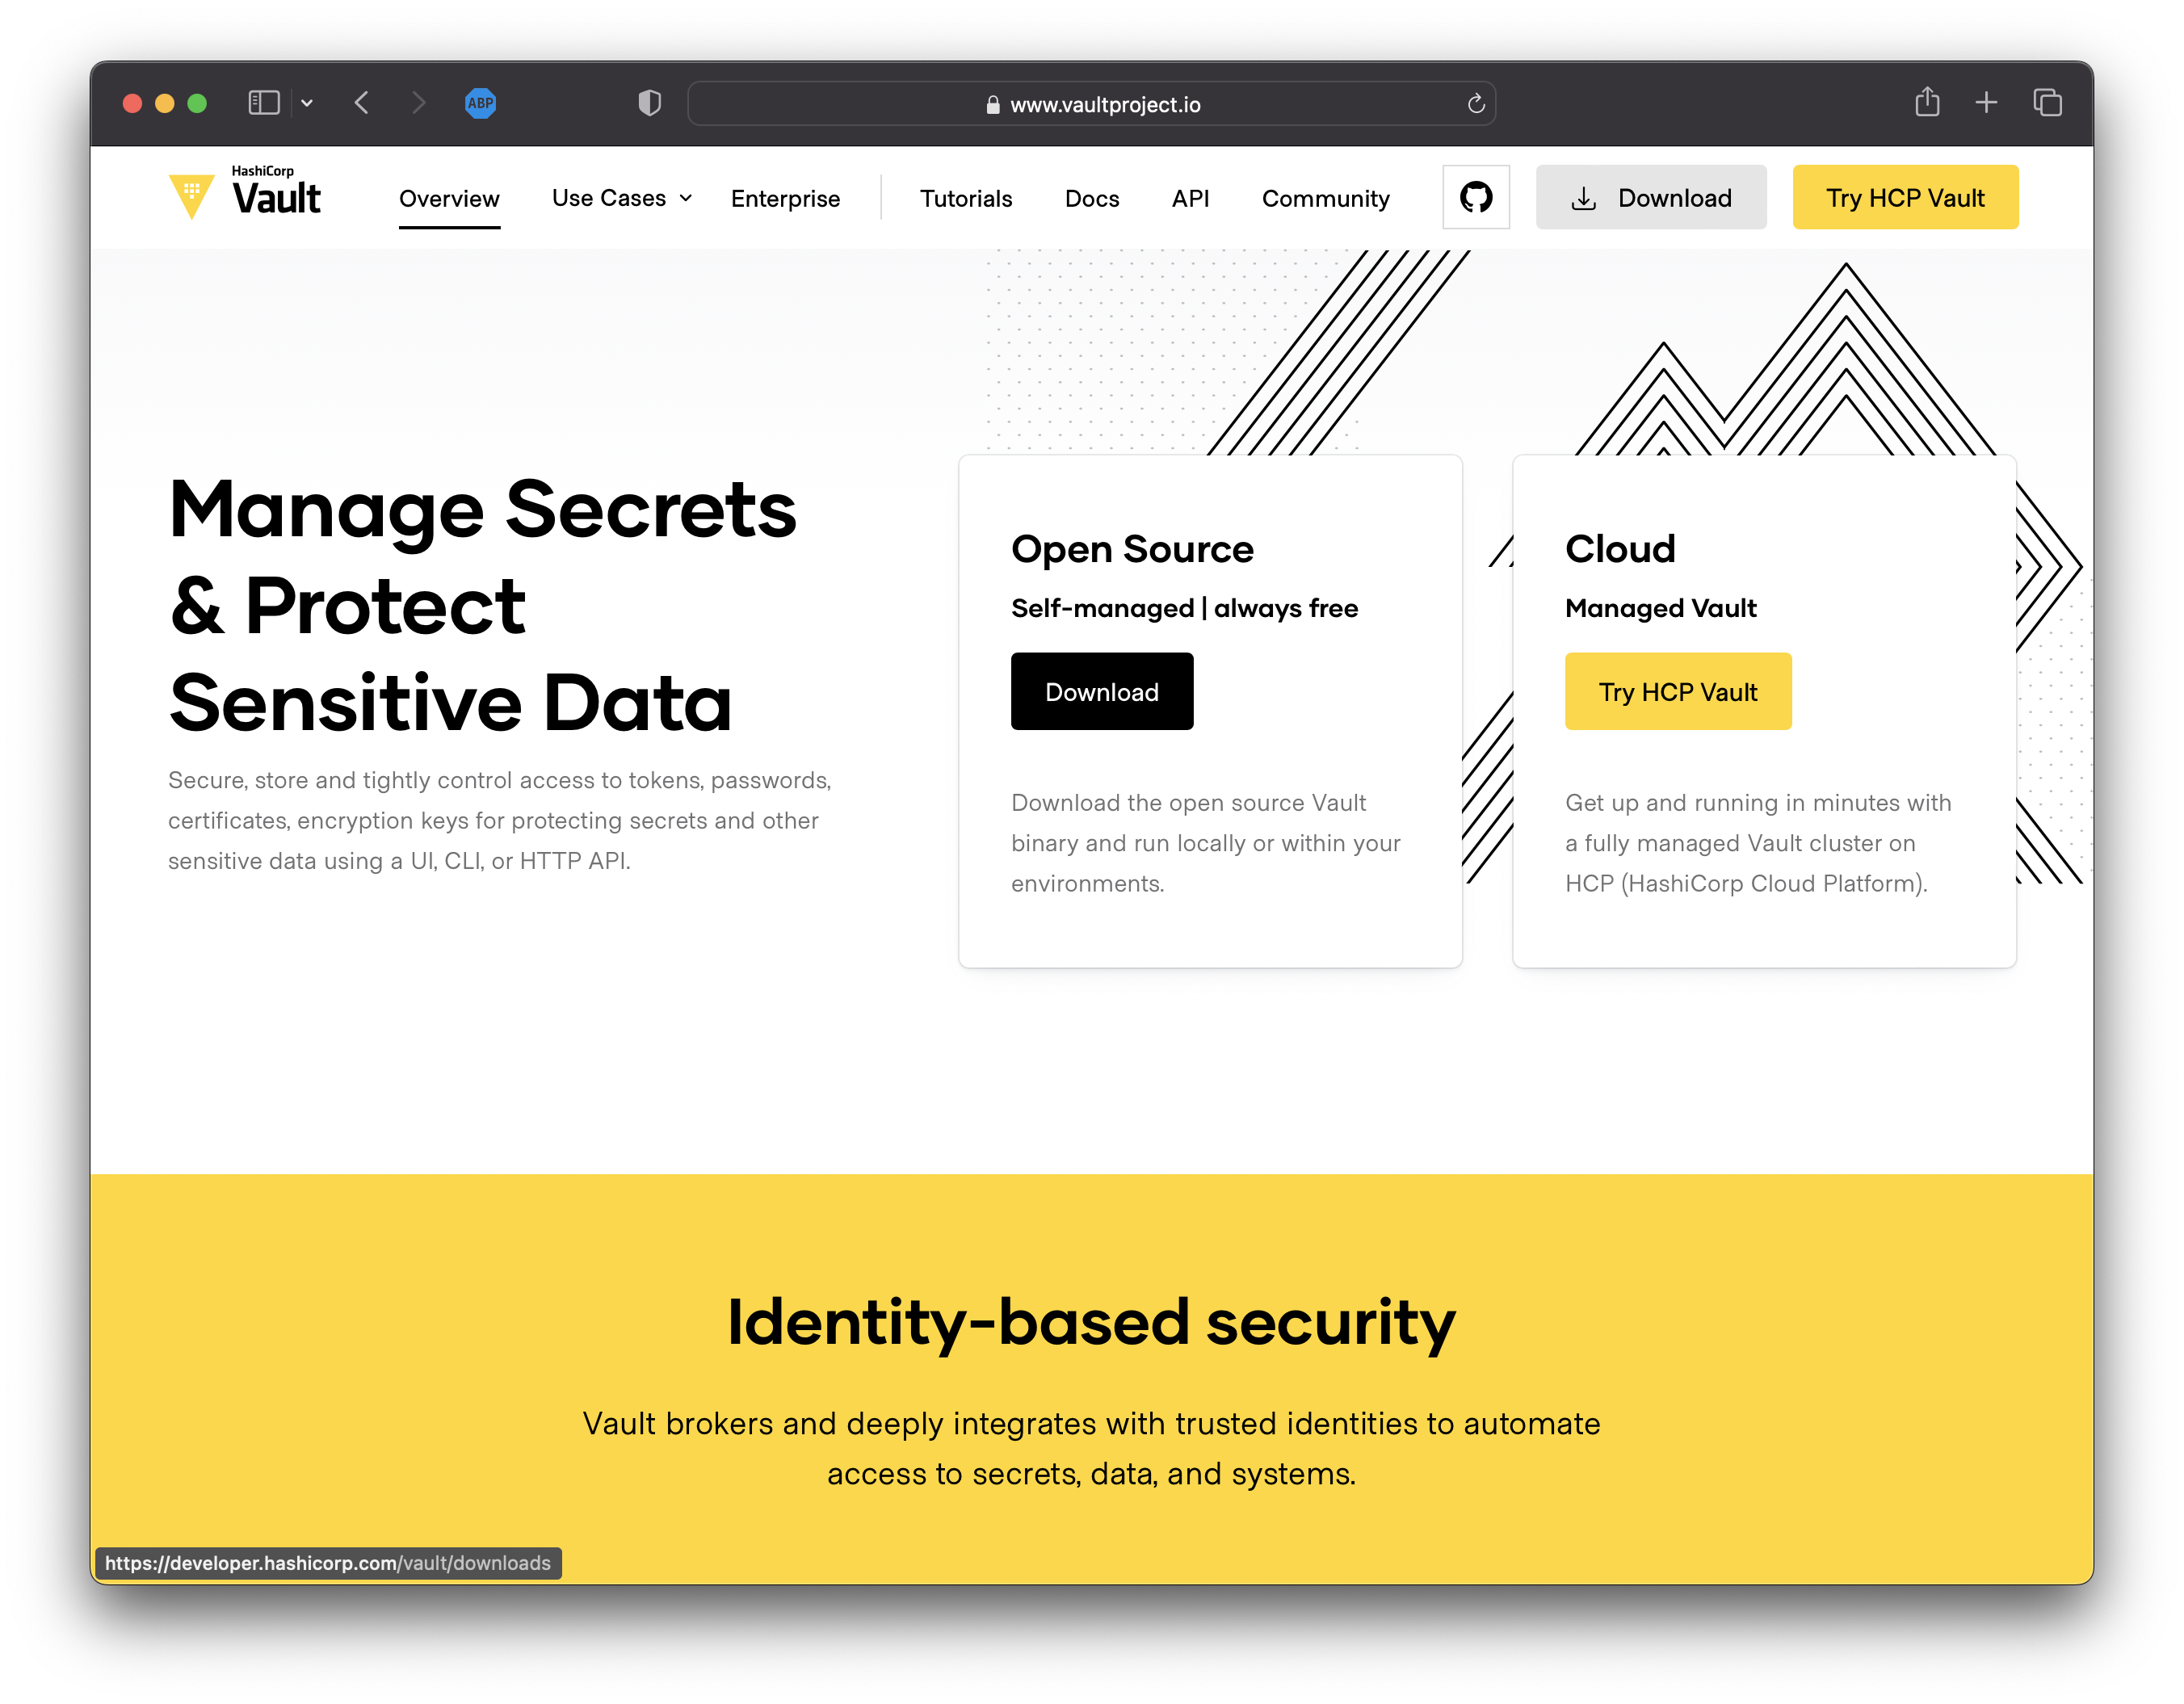 ABP
www.vaultproject.io
HashiCorp
Vault
Overview
Use Cases
Enterprise
Tutorials
Docs
API
Community
Download
Try HCP Vault
Manage Secrets
& Protect
Sensitive Data
Secure, store and tightly control access to tokens, passwords,
certificates, encryption keys for protecting secrets and other
sensitive data using a UI, CLI, or HTTP API.
Open Source
Self-managed | always free
Download
Download the open source Vault
binary and run locally or within your
environments.
Cloud
Managed Vault
Try HCP Vault
Get up and running in minutes with
a fully managed Vault cluster on
HCP (HashiCorp Cloud Platform).
Identity-based security
Vault brokers and deeply integrates with trusted identities to automate
access to secrets, data, and systems.
https://developer.hashicorp.com/vault/downloads